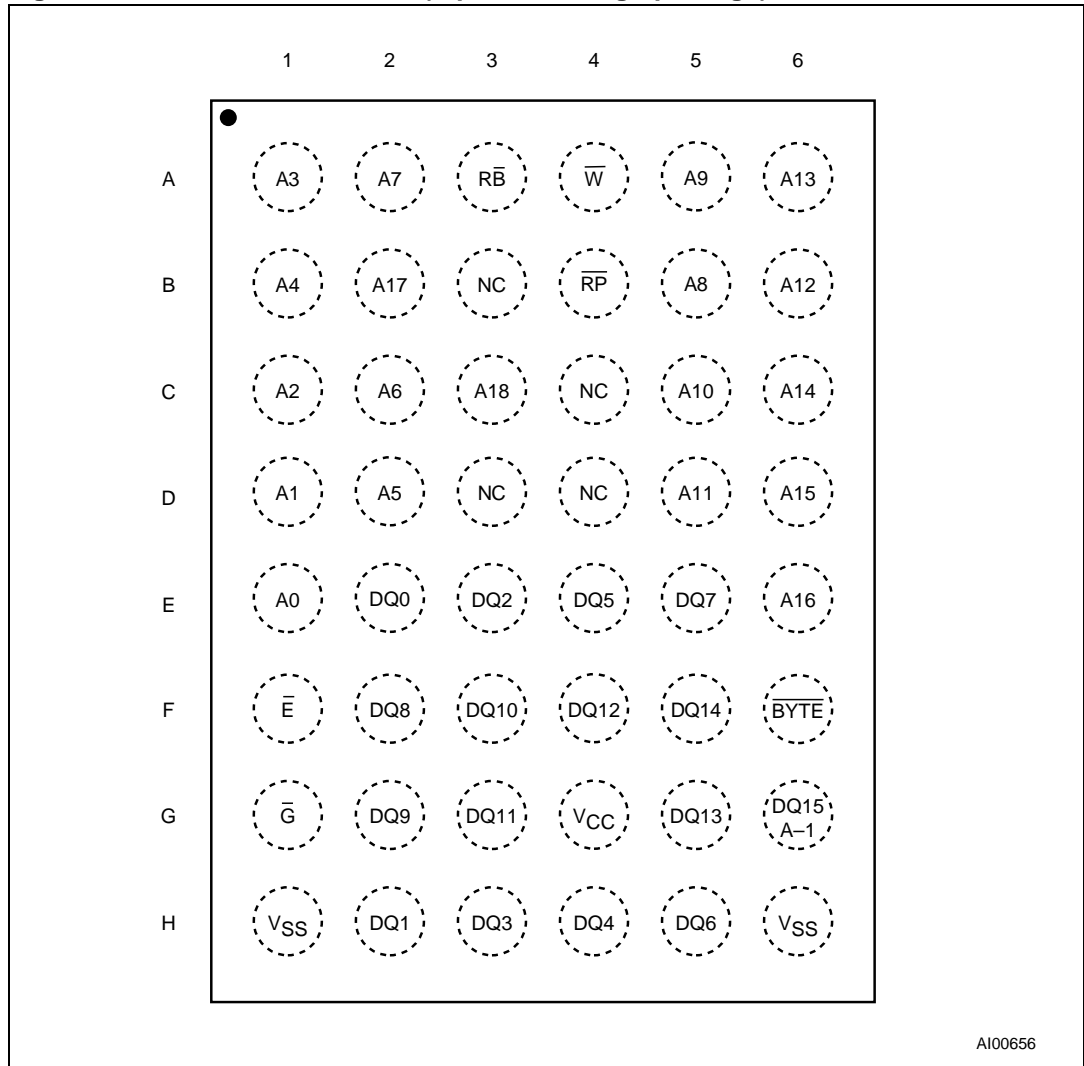 1 2 3 4 5 6
A A3 A7 RB̅ W̅ A9 A13
B A4 A17 NC R̅P̅ A8 A12
C A2 A6 A18 NC A10 A14
D A1 A5 NC NC A11 A15
E A0 DQ0 DQ2 DQ5 DQ7 A16
F E̅ DQ8 DQ10 DQ12 DQ14 B̅Y̅T̅E̅
G G̅ DQ9 DQ11 VCC DQ13 DQ15
A–1
H VSS DQ1 DQ3 DQ4 DQ6 VSS
AI00656